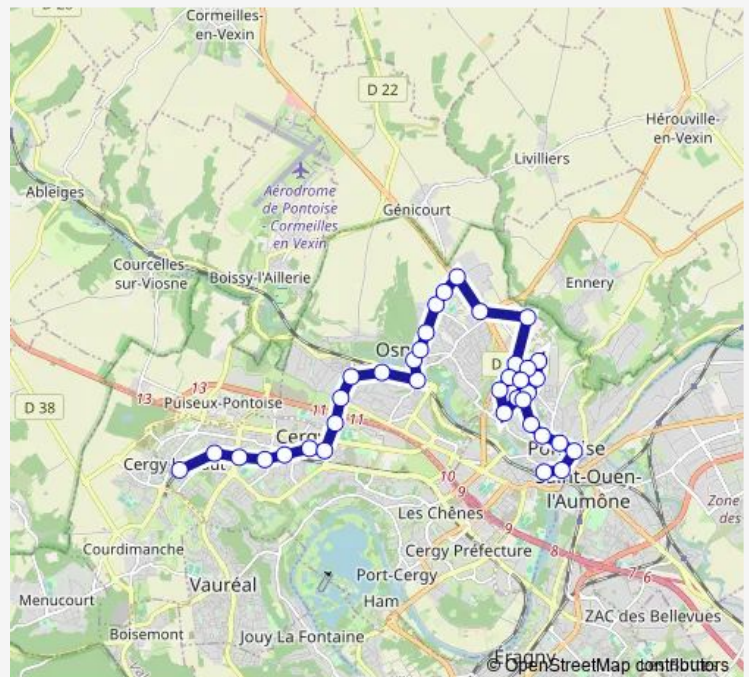 Cormeilles-
en-Vexin
D 22
Hérouville-
en-Vexin
Livilliers
Ableiges
Aérodrome
de Pontoise
- Cormeilles
en Vexin
Génicourt
Courcelles-
sur-Viosne
Boissy-l'Aillerie
Ennery
D 38
13
13
Puiseux-Pontoise
11
11
Cergy
10
9
9
Saint-Ouen-
l'Aumône
Zone
des
Les Chênes
Cergy Préfecture
8
7
6
Courdimanche
Vauréal
Port-Cergy
Ham
Menucourt
Boisemont
Jouy La Fontaine
ZAC des Bellevues
Éragny
© OpenStreetMap contributors